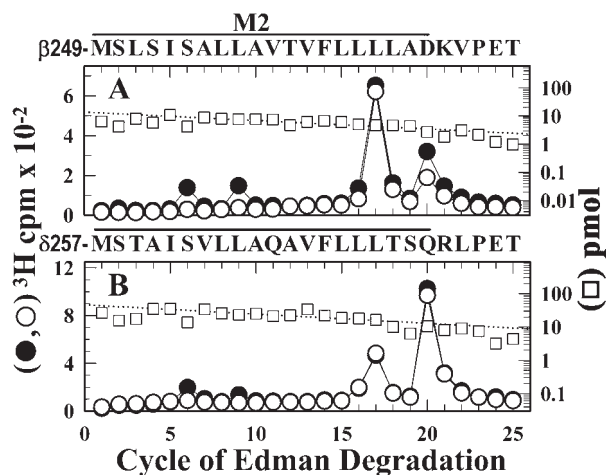 M2
β249-MSLSISALLAVTVFLLLLADKVPET
A
6
4
2
0
100
10
1
0.1
0.01
δ257-MSTAISVLLAQAVFLLLTSQRLPET
B
12
8
4
0
100
10
1
0.1
0 5 10 15 20 25
Cycle of Edman Degradation
(●,○) ³H cpm x 10⁻²
(□) pmol